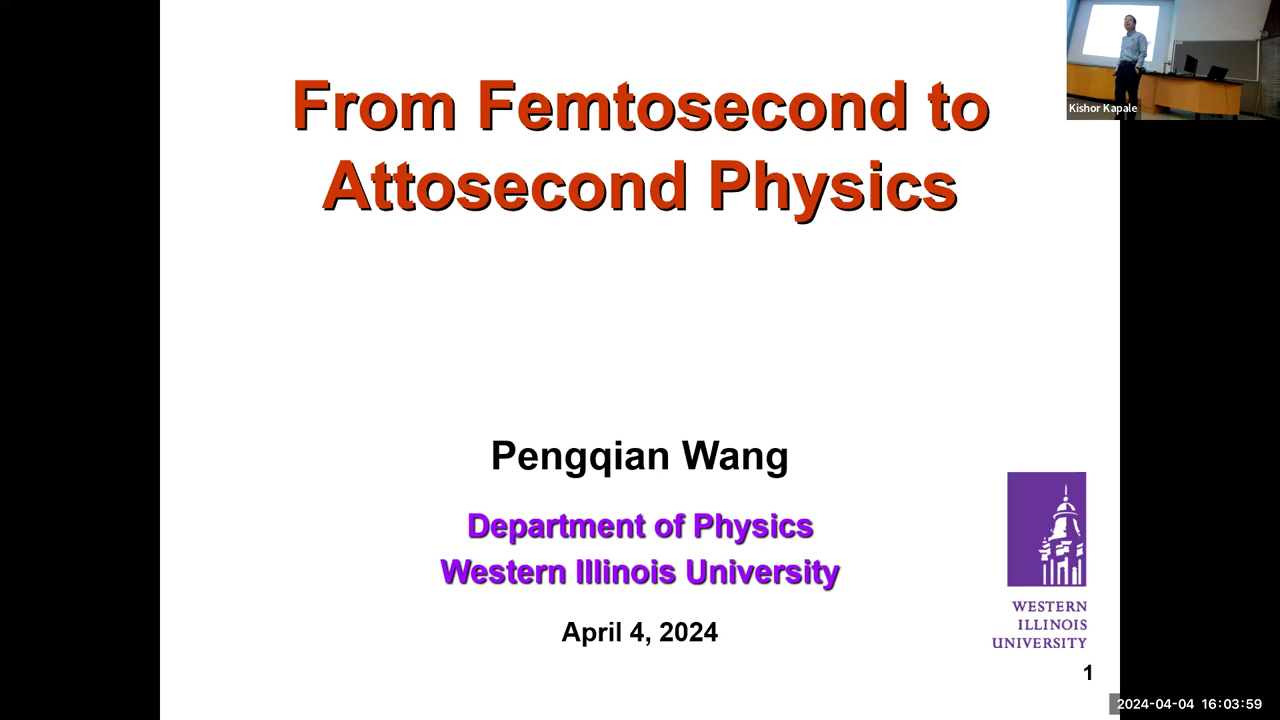 From Femtosecond to
Attosecond Physics
Kishor Kapale
Pengqian Wang
Department of Physics
Western Illinois University
April 4, 2024
WESTERN
ILLINOIS
UNIVERSITY
1
2024-04-04 16:03:59